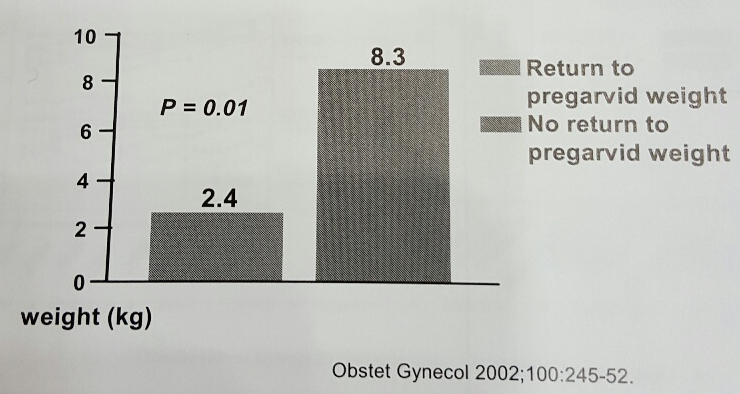 10
8
6
4
2
0
P = 0.01
2.4
8.3
Return to
pregarvid weight
No return to
pregarvid weight
weight (kg)
Obstet Gynecol 2002;100:245-52.